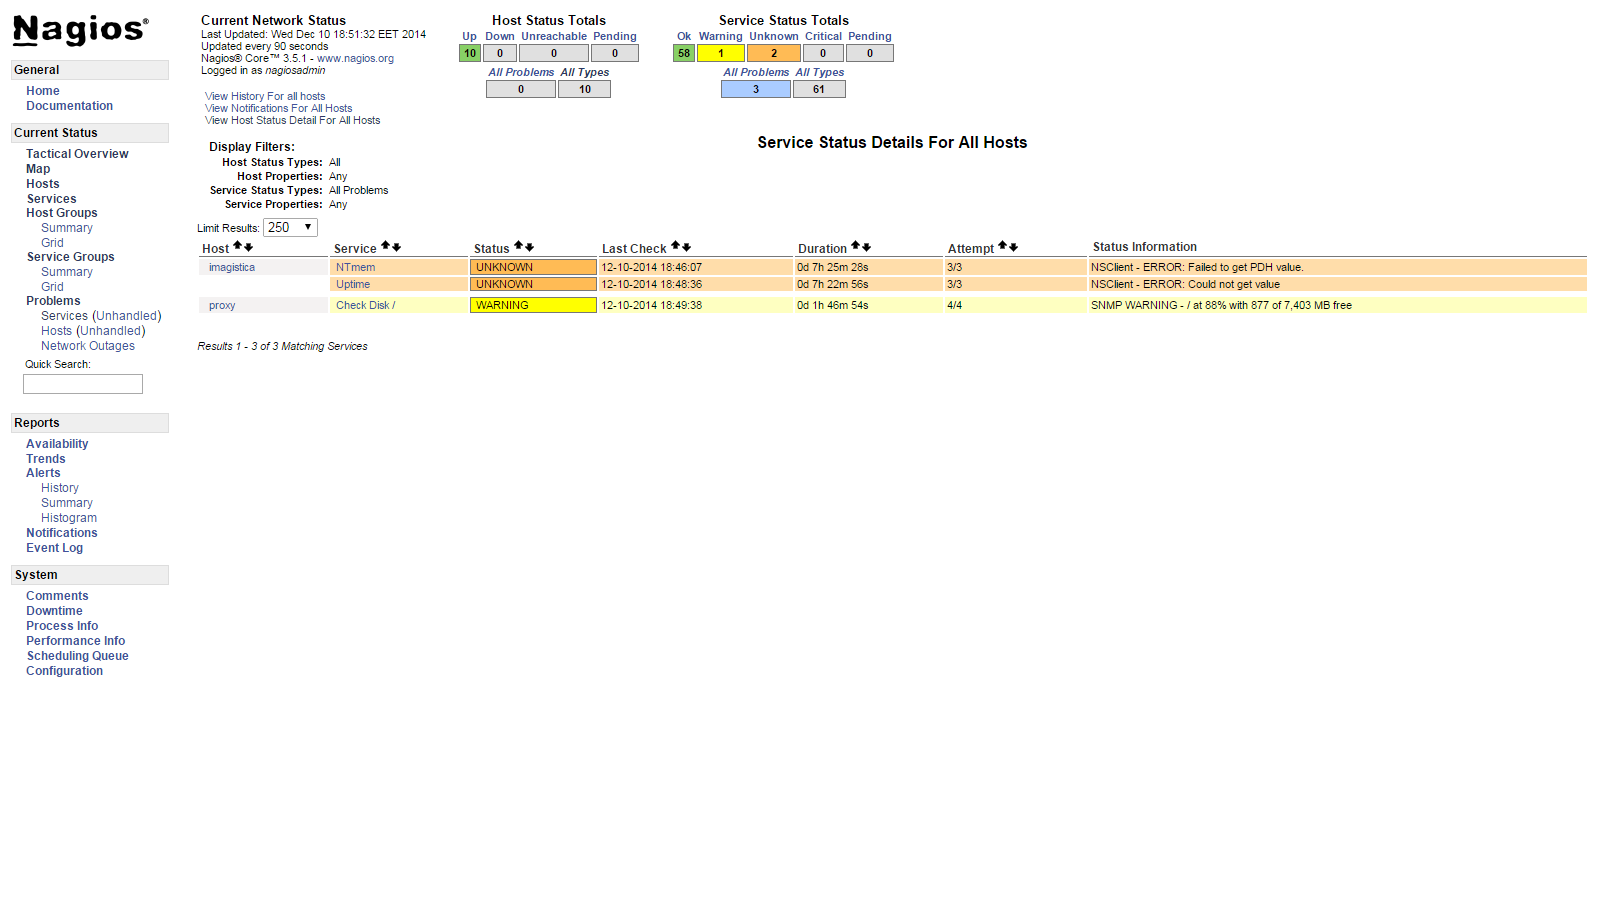 Nagios®
General
Home
Documentation
Current Status
Tactical Overview
Map
Hosts
Services
Host Groups
Summary
Grid
Service Groups
Summary
Grid
Problems
Services (Unhandled)
Hosts (Unhandled)
Network Outages
Quick Search:
Reports
Availability
Trends
Alerts
History
Summary
Histogram
Notifications
Event Log
System
Comments
Downtime
Process Info
Performance Info
Scheduling Queue
Configuration
Current Network Status
Last Updated: Wed Dec 10 18:51:32 EET 2014
Updated every 90 seconds
Nagios® Core™ 3.5.1 - www.nagios.org
Logged in as nagiosadmin
View History For all hosts
View Notifications For All Hosts
View Host Status Detail For All Hosts
Host Status Totals
Up Down Unreachable Pending
10 0 0 0
All Problems All Types
0 10
Service Status Totals
Ok Warning Unknown Critical Pending
58 1 2 0 0
All Problems All Types
3 61
Display Filters:
Host Status Types: All
Host Properties: Any
Service Status Types: All Problems
Service Properties: Any
Service Status Details For All Hosts
Limit Results: 250
Host Service Status Last Check Duration Attempt Status Information
imagistica NTmem UNKNOWN 12-10-2014 18:46:07 0d 7h 25m 28s 3/3 NSClient - ERROR: Failed to get PDH value.
Uptime UNKNOWN 12-10-2014 18:48:36 0d 7h 22m 56s 3/3 NSClient - ERROR: Could not get value
proxy Check Disk / WARNING 12-10-2014 18:49:38 0d 1h 46m 54s 4/4 SNMP WARNING - / at 88% with 877 of 7,403 MB free
Results 1 - 3 of 3 Matching Services